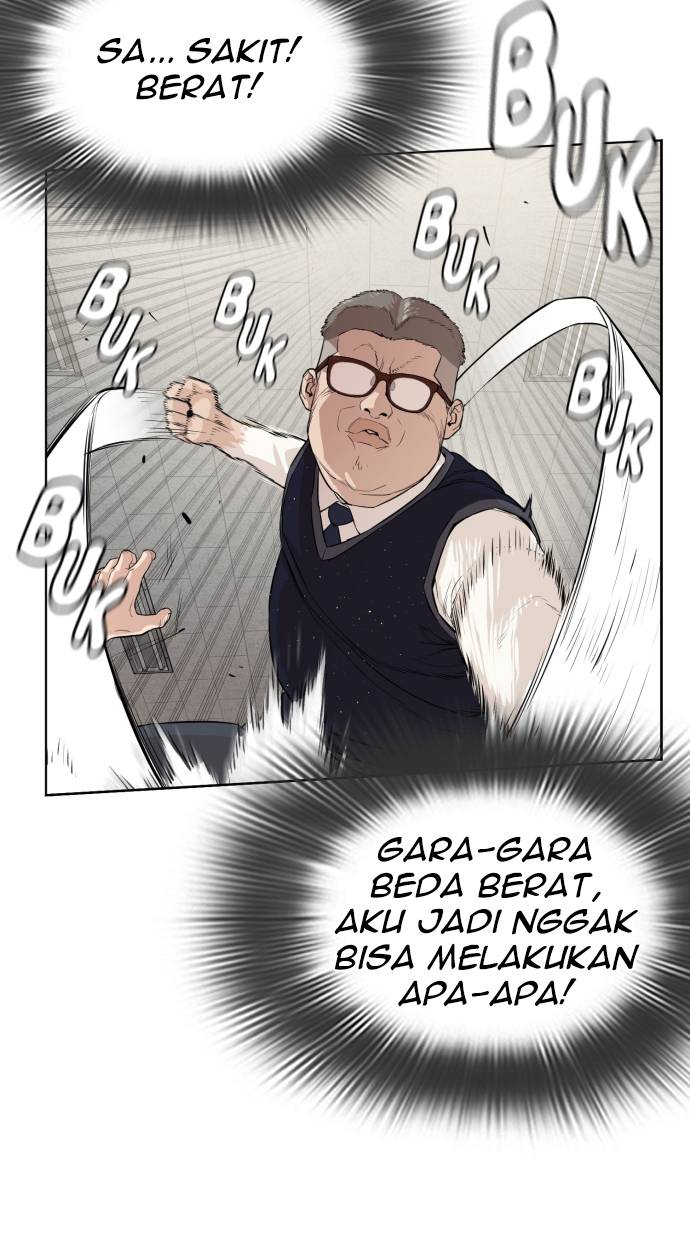 SA... SAKIT!
BERAT!
BUK
BUK
BUK
BUK
BUK
BUK
GARA-GARA
BEDA BERAT,
AKU JADI NGGAK
BISA MELAKUKAN
APA-APA!